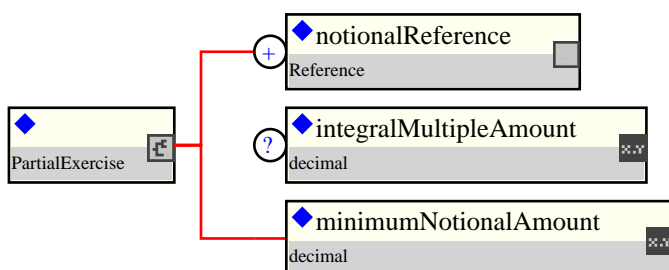 notionalReference
+
Reference
integralMultipleAmount
?
x.y
PartialExercise
decimal
minimumNotionalAmount
x.y
decimal